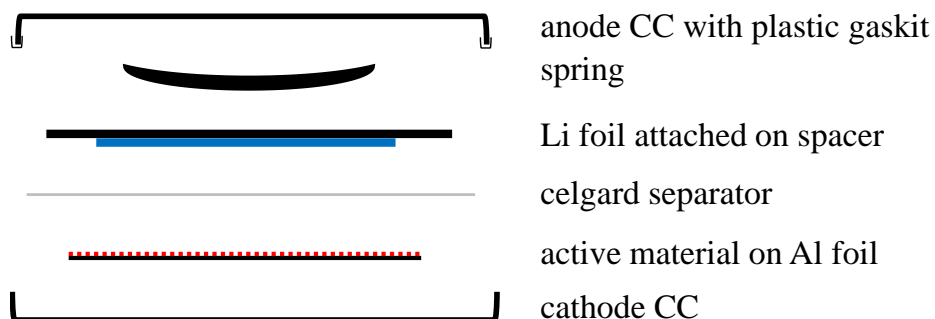 anode CC with plastic gaskit
spring
Li foil attached on spacer
celgard separator
active material on Al foil
cathode CC